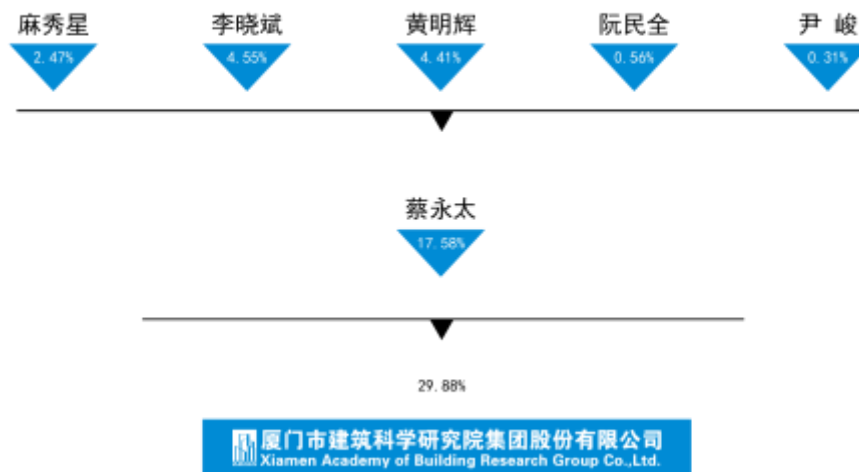 麻秀星 李晓斌 黄明辉 阮民全 尹 峻
2.47% 4.55% 4.41% 0.56% 0.31%
蔡永太
17.58%
29.88%
厦门市建筑科学研究院集团股份有限公司
Xiamen Academy of Building Research Group Co.,Ltd.